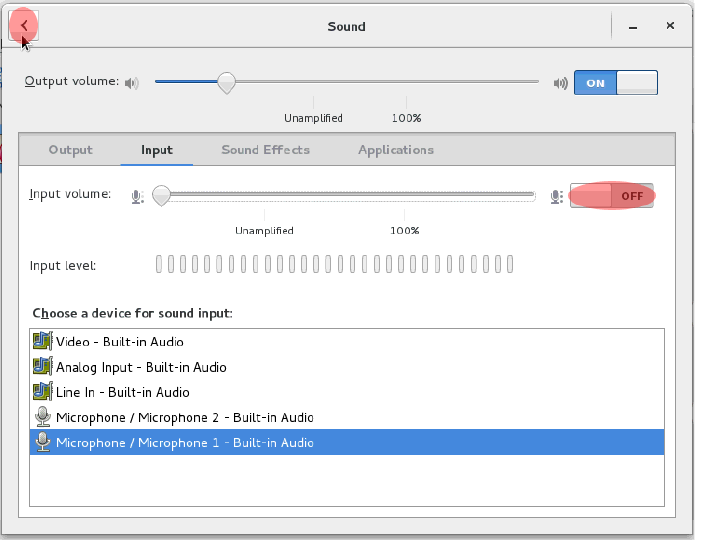 Sound
Output volume: ON
Unamplified 100%
Output Input Sound Effects Applications
Input volume: OFF
Unamplified 100%
Input level:
Choose a device for sound input:
Video - Built-in Audio
Analog Input - Built-in Audio
Line In - Built-in Audio
Microphone / Microphone 2 - Built-in Audio
Microphone / Microphone 1 - Built-in Audio